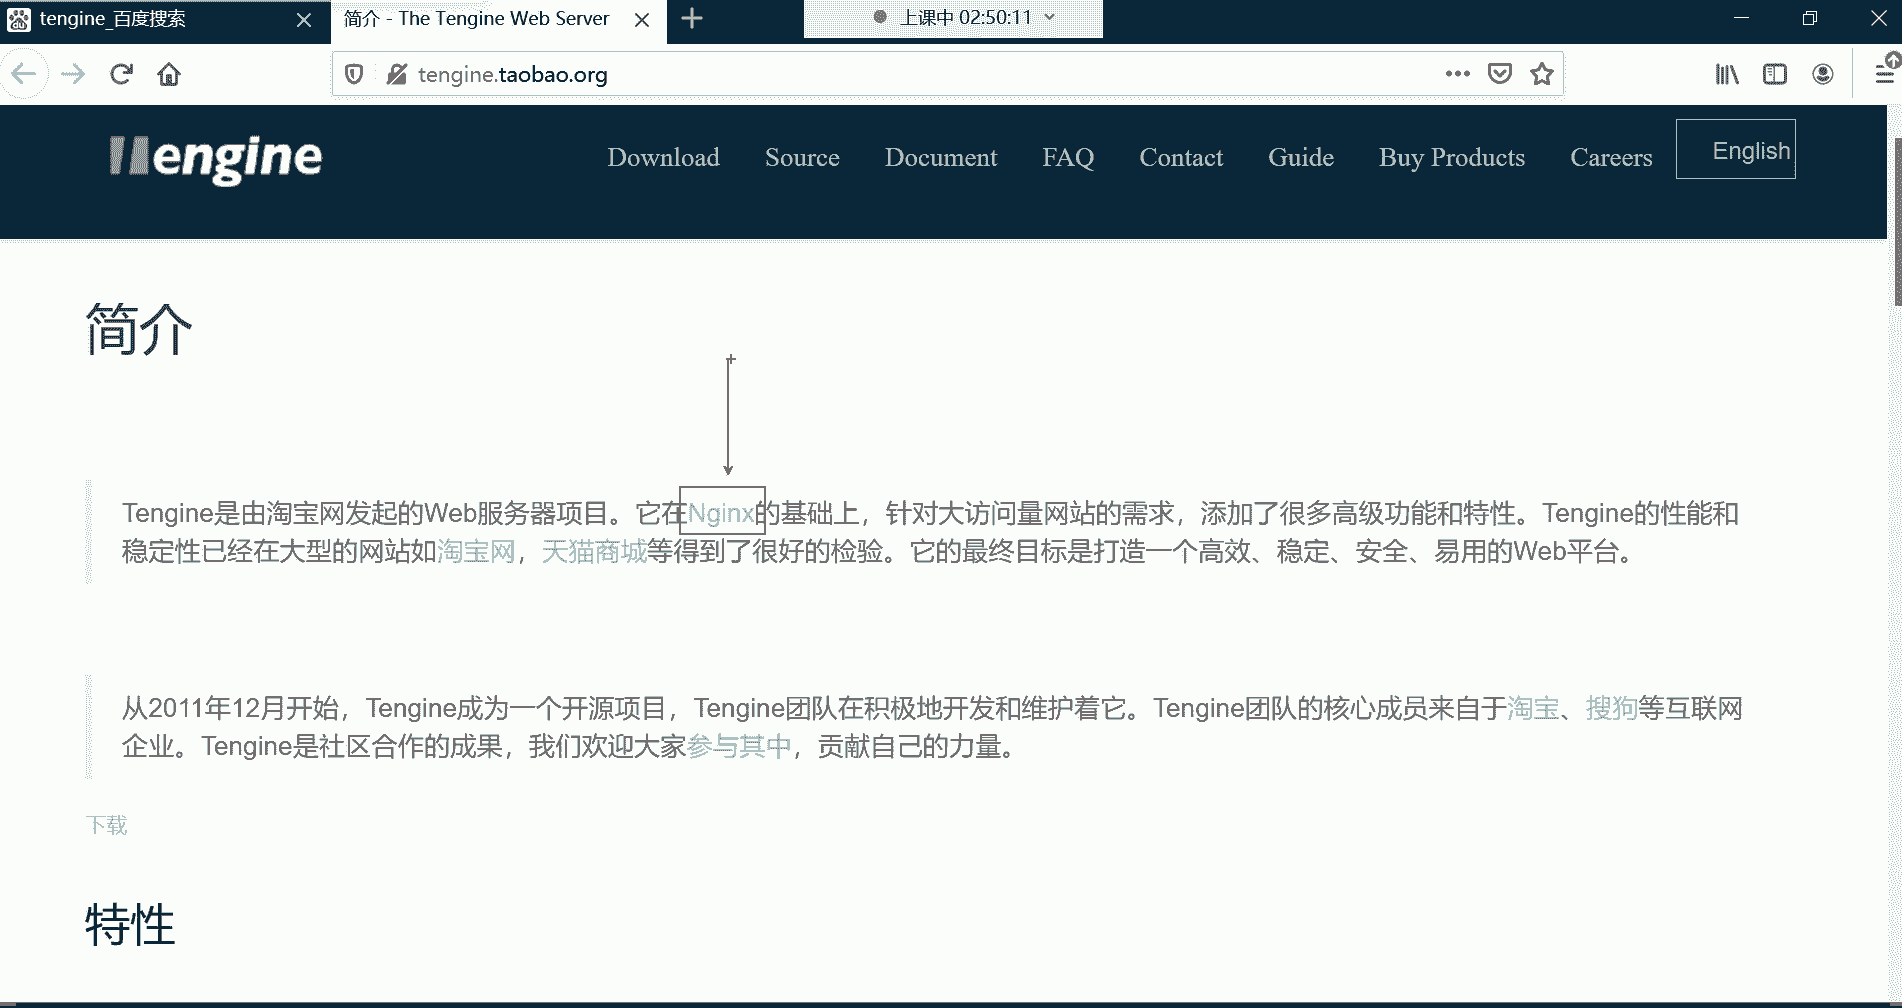 tengine_百度搜索
简介 - The Tengine Web Server
上课中 02:50:11
tengine.taobao.org
Tengine
Download
Source
Document
FAQ
Contact
Guide
Buy Products
Careers
English
简介
Tengine是由淘宝网发起的Web服务器项目。它在Nginx的基础上，针对大访问量网站的需求，添加了很多高级功能和特性。Tengine的性能和
稳定性已经在大型的网站如淘宝网，天猫商城等得到了很好的检验。它的最终目标是打造一个高效、稳定、安全、易用的Web平台。
从2011年12月开始，Tengine成为一个开源项目，Tengine团队在积极地开发和维护着它。Tengine团队的核心成员来自于淘宝、搜狗等互联网
企业。Tengine是社区合作的成果，我们欢迎大家参与其中，贡献自己的力量。
下载
特性